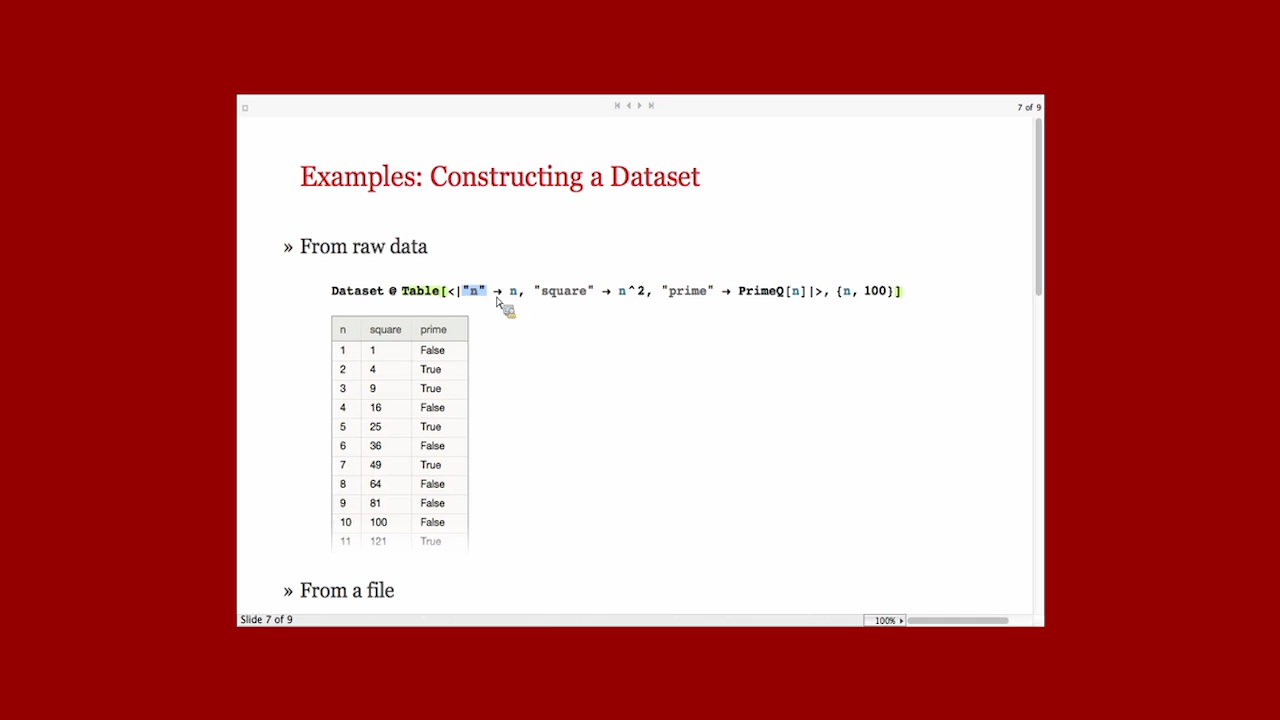 7 of 9
Examples: Constructing a Dataset
» From raw data
Dataset @ Table[<|"n" → n, "square" → n^2, "prime" → PrimeQ[n]|>, {n, 100}]
n square prime
1 1 False
2 4 True
3 9 True
4 16 False
5 25 True
6 36 False
7 49 True
8 64 False
9 81 False
10 100 False
11 121 True
» From a file
Slide 7 of 9
100%